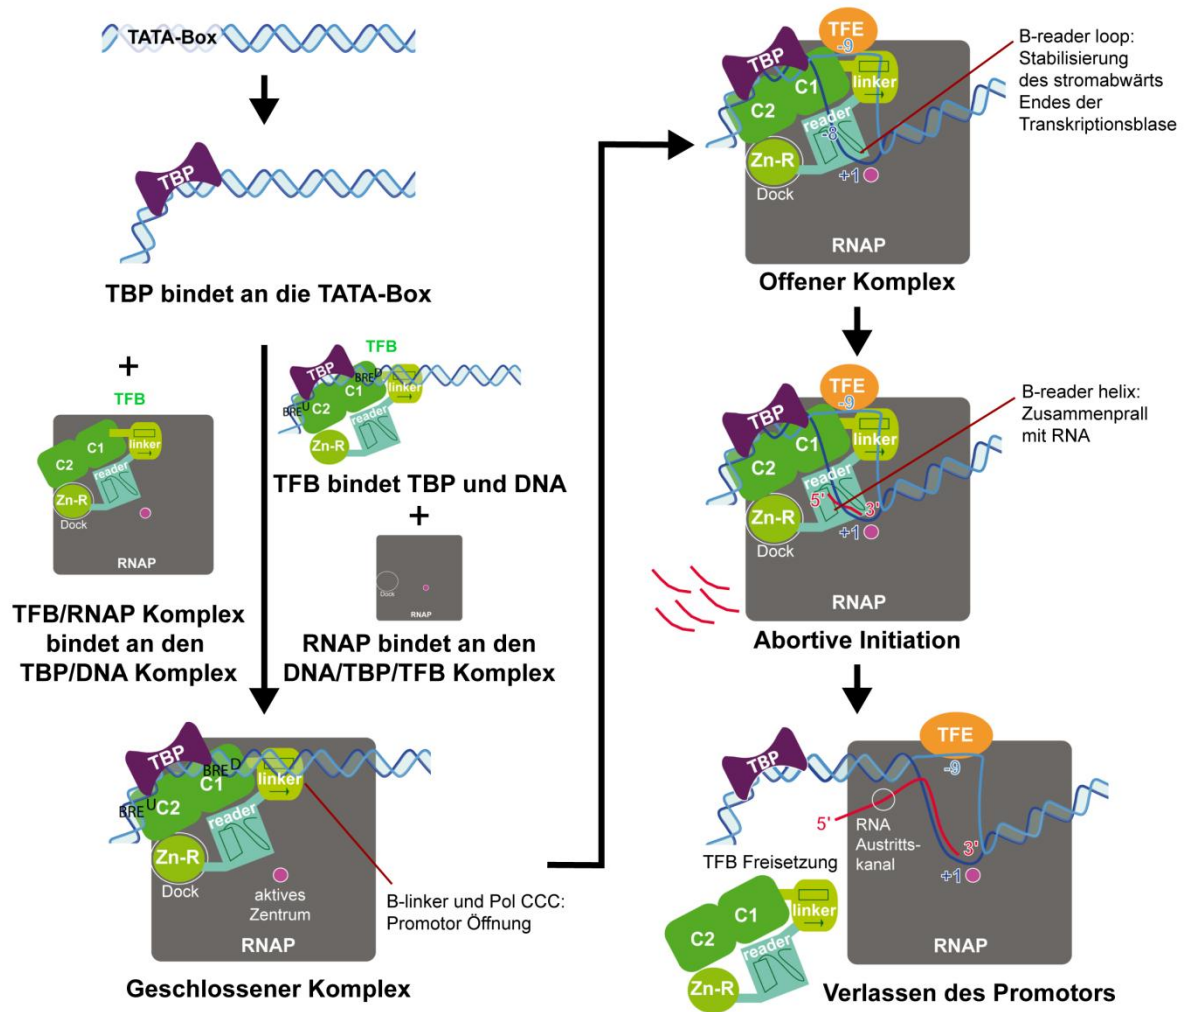 TATA-Box
TBP
TBP bindet an die TATA-Box
+
TFB
C2
C1
linker
reader
Zn-R
Dock
RNAP
TFB/RNAP Komplex
bindet an den
TBP/DNA Komplex
TFB
TBP
BRE D
BRE U
C1
C2
linker
reader
Zn-R
TFB bindet TBP und DNA
+
Dock
RNAP
RNAP bindet an den
DNA/TBP/TFB Komplex
TBP
BRE D
BRE U
C1
C2
linker
reader
Zn-R
Dock
aktives
Zentrum
RNAP
B-linker und Pol CCC:
Promotor Öffnung
Geschlossener Komplex
TFE
-9
TBP
C1
C2
linker
reader
-8
Zn-R
+1
Dock
RNAP
B-reader loop:
Stabilisierung
des stromabwärts
Endes der
Transkriptionsblase
Offener Komplex
TFE
-9
TBP
C1
C2
linker
reader
5'
3'
Zn-R
+1
Dock
RNAP
B-reader helix:
Zusammenprall
mit RNA
Abortive Initiation
TFE
-9
TBP
5'
RNA
Austritts-
kanal
3'
+1
RNAP
TFB Freisetzung
C1
C2
linker
reader
Zn-R
Verlassen des Promotors